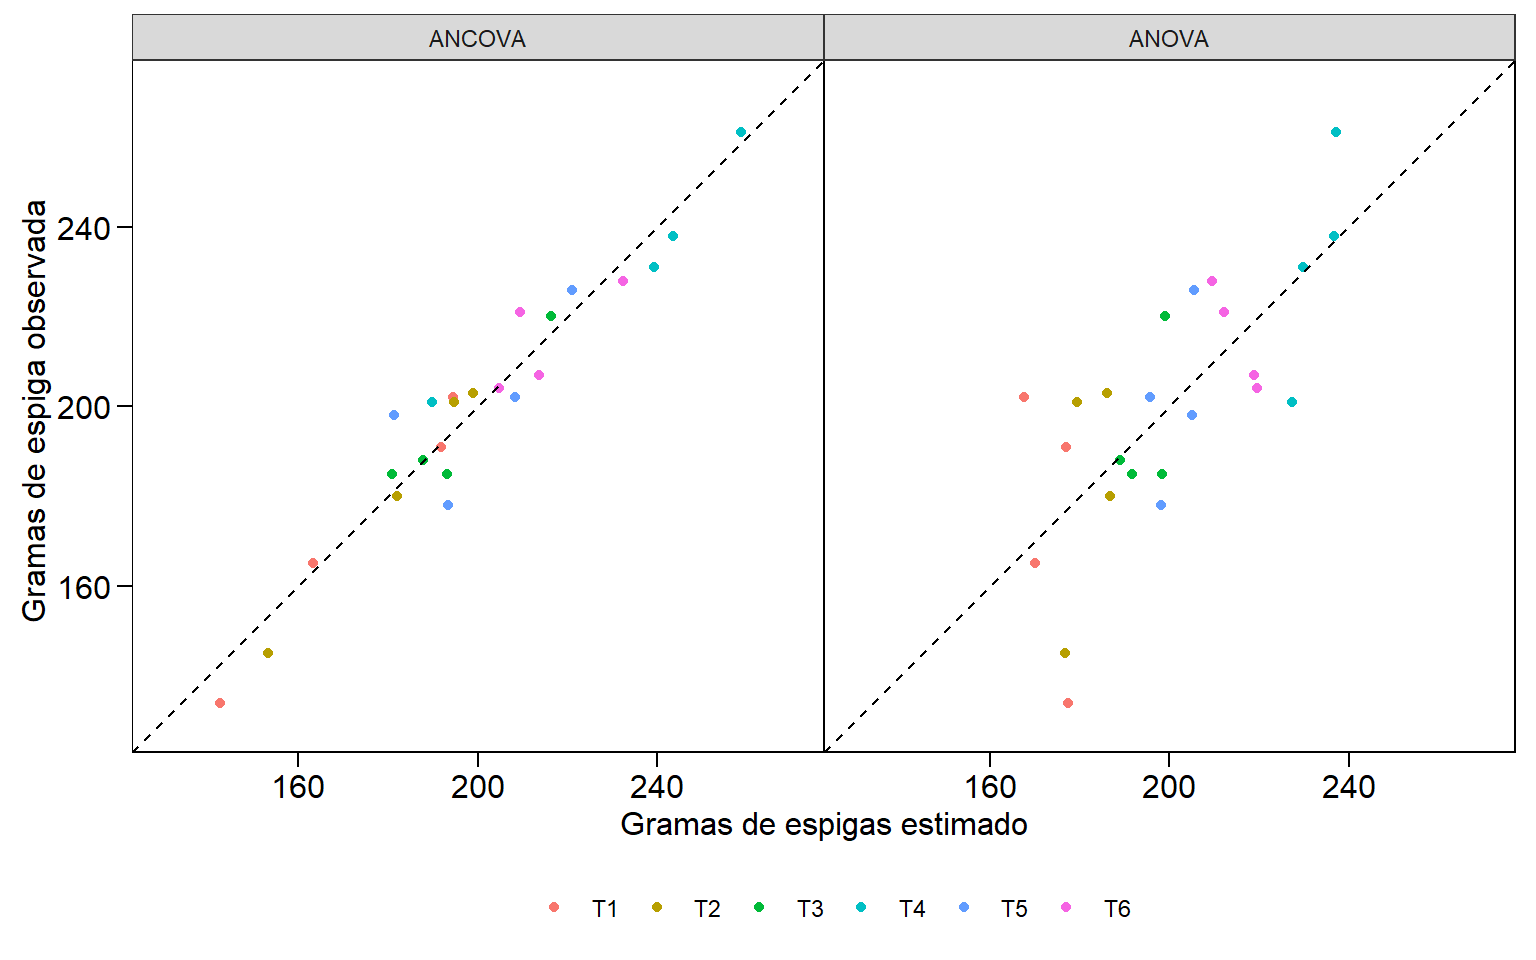 ANCOVA ANOVA
Gramas de espiga observada
240
200
160
160 200 240 160 200 240
Gramas de espigas estimado
T1 T2 T3 T4 T5 T6